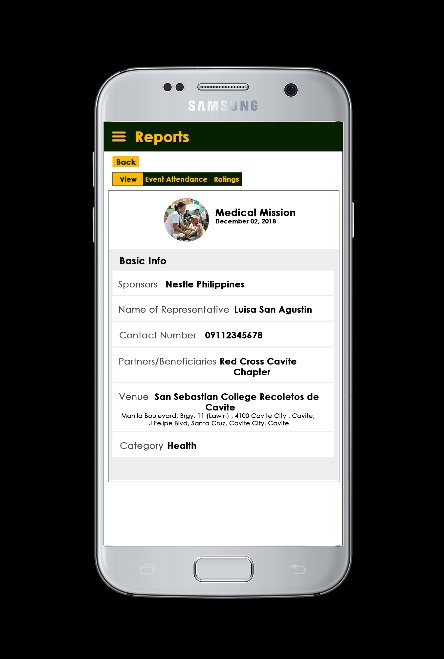 SAMSUNG
Reports
Back
View Event Attendance Ratings
Medical Mission
December 02, 2018
Basic Info
Sponsors Nestle Philippines
Name of Representative Luisa San Agustin
Contact Number 09112345678
Partners/Beneficiaries Red Cross Cavite
Chapter
Venue San Sebastian College Recoletos de
Cavite
Manila Boulevard, Brgy. 11 (Lawin) , 4100 Cavite City , Cavite,
J.Felipe Blvd, Santa Cruz, Cavite City, Cavite
Category Health